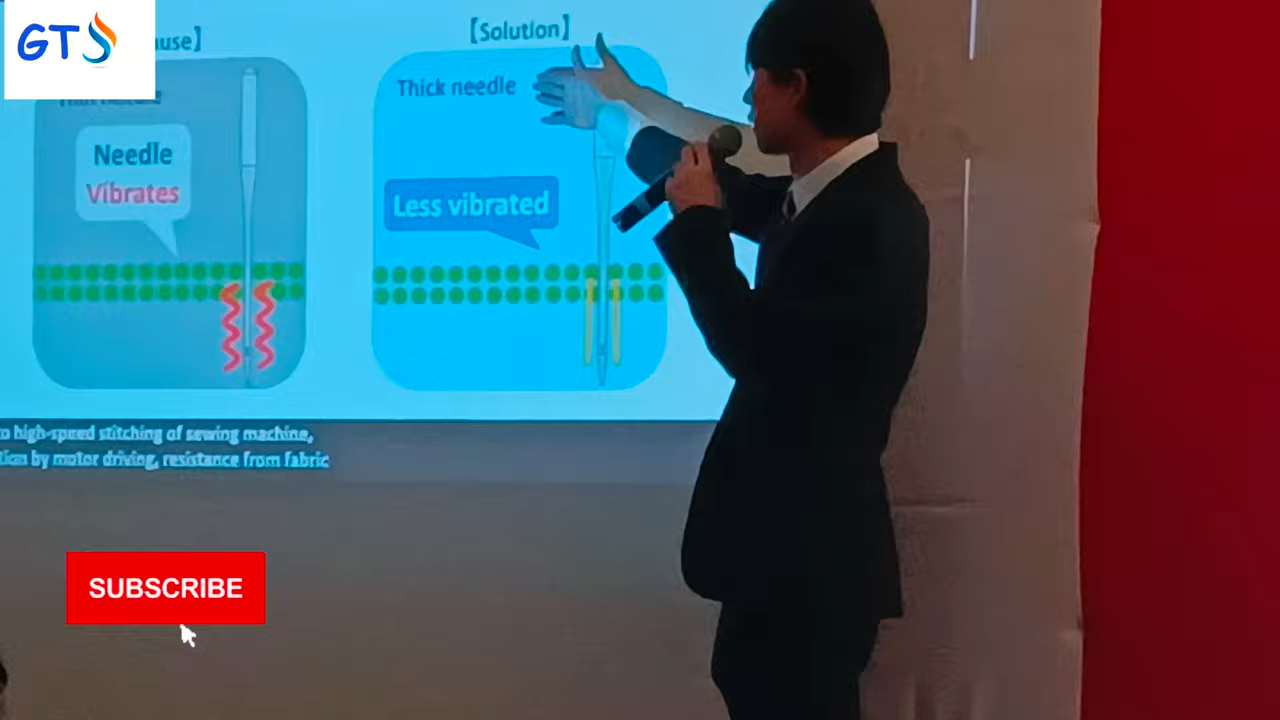 GTS
【Solution】
Thick needle
Needle
Vibrates
Less vibrated
high-speed stitching of sewing machine,
by motor driving, resistance from fabric
SUBSCRIBE